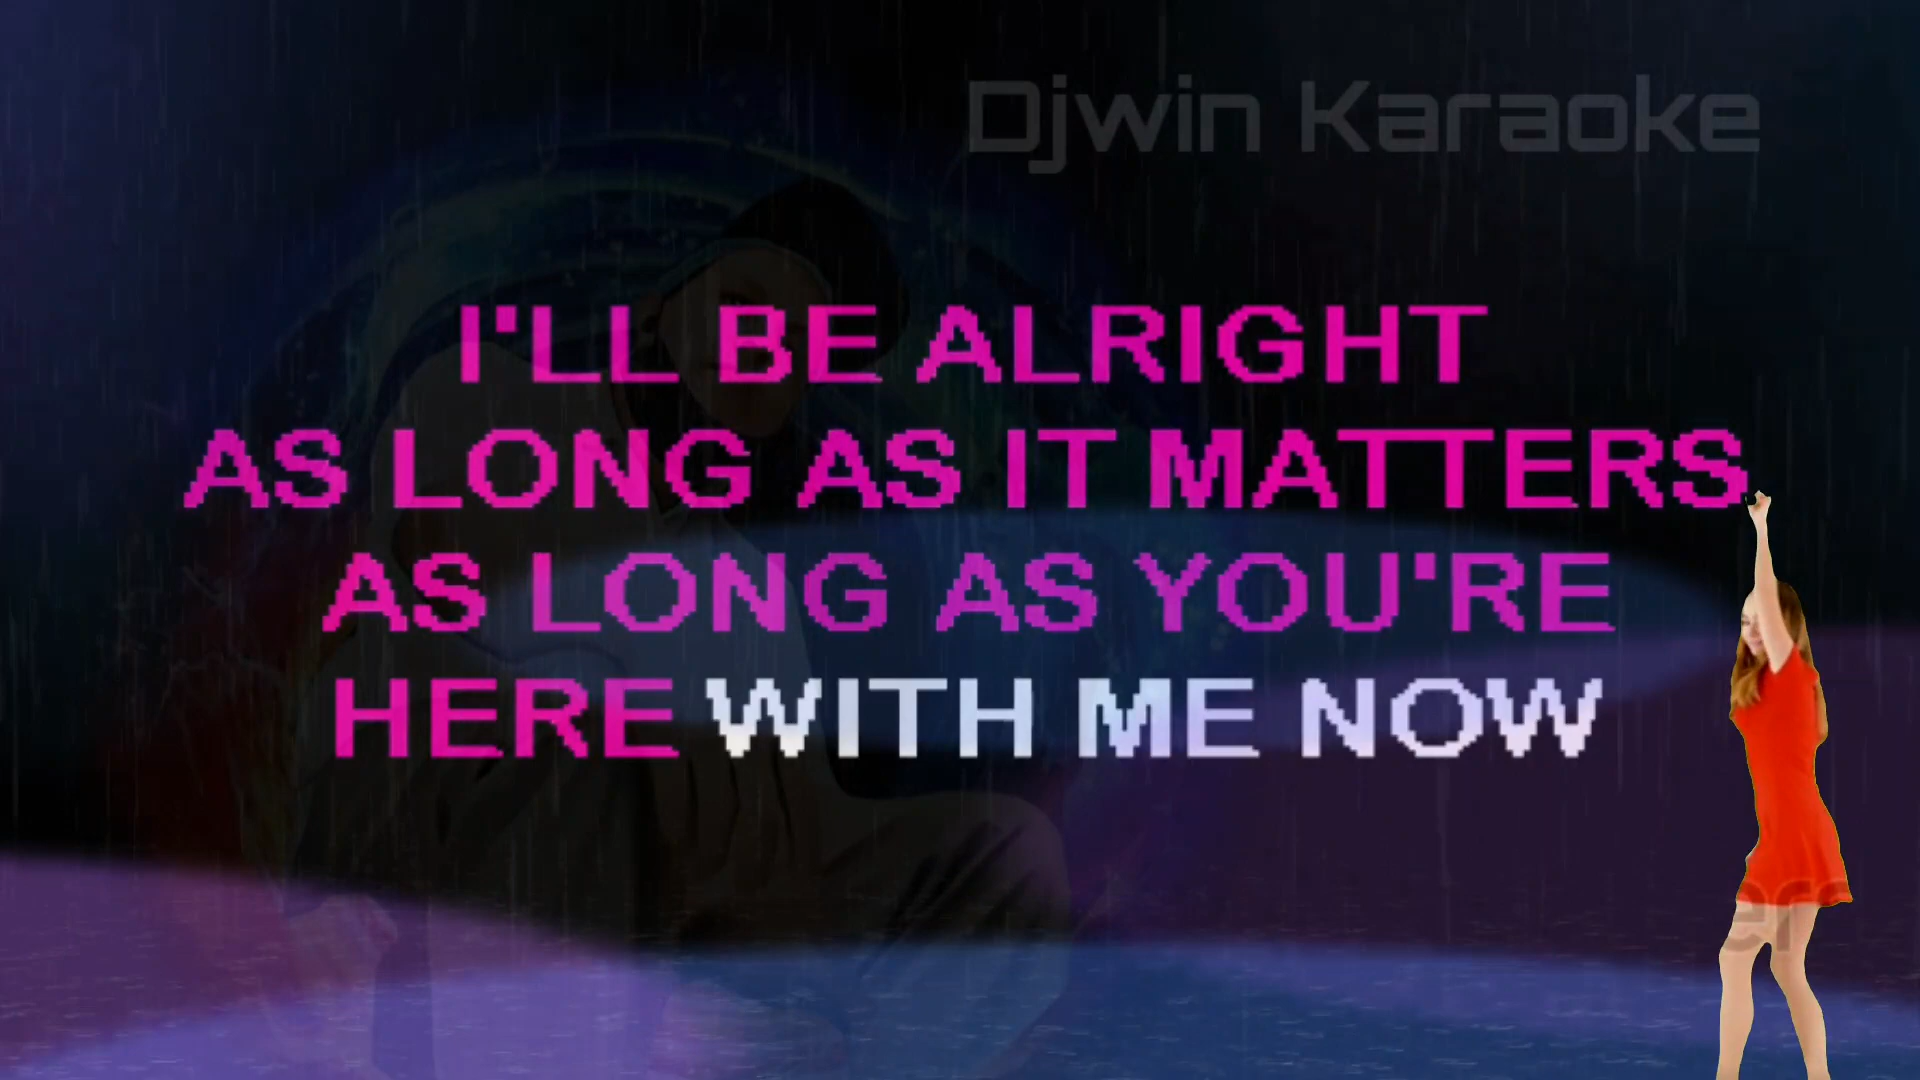 Djwin Karaoke
I'LL BE ALRIGHT
AS LONG AS IT MATTERS
AS LONG AS YOU'RE
HERE WITH ME NOW